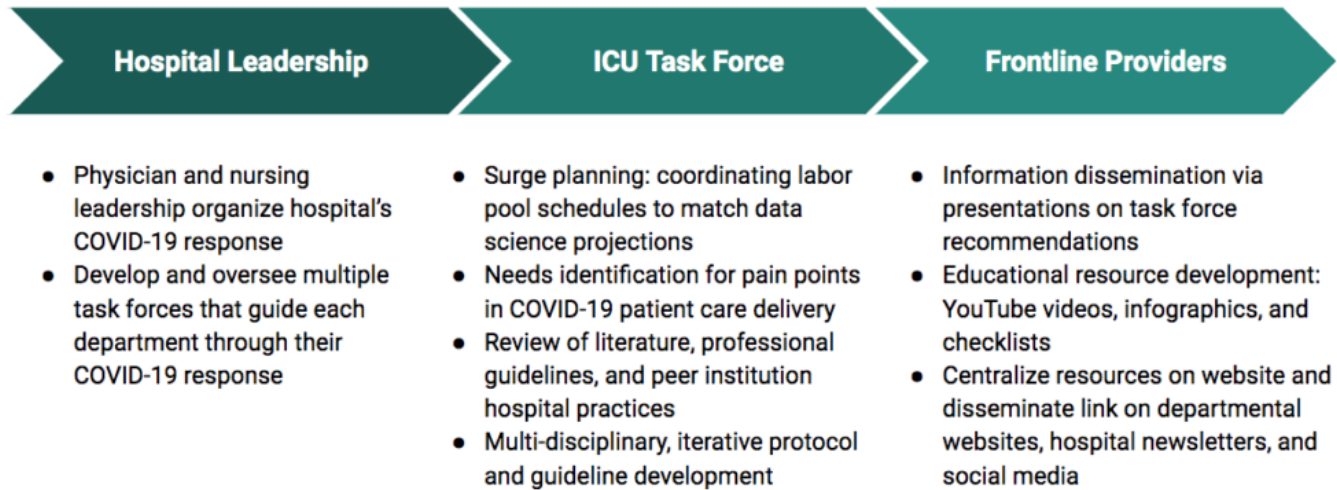 Hospital Leadership
ICU Task Force
Frontline Providers
● Physician and nursing
leadership organize hospital's
COVID-19 response
● Develop and oversee multiple
task forces that guide each
department through their
COVID-19 response
● Surge planning: coordinating labor
pool schedules to match data
science projections
● Needs identification for pain points
in COVID-19 patient care delivery
● Review of literature, professional
guidelines, and peer institution
hospital practices
● Multi-disciplinary, iterative protocol
and guideline development
● Information dissemination via
presentations on task force
recommendations
● Educational resource development:
YouTube videos, infographics, and
checklists
● Centralize resources on website and
disseminate link on departmental
websites, hospital newsletters, and
social media